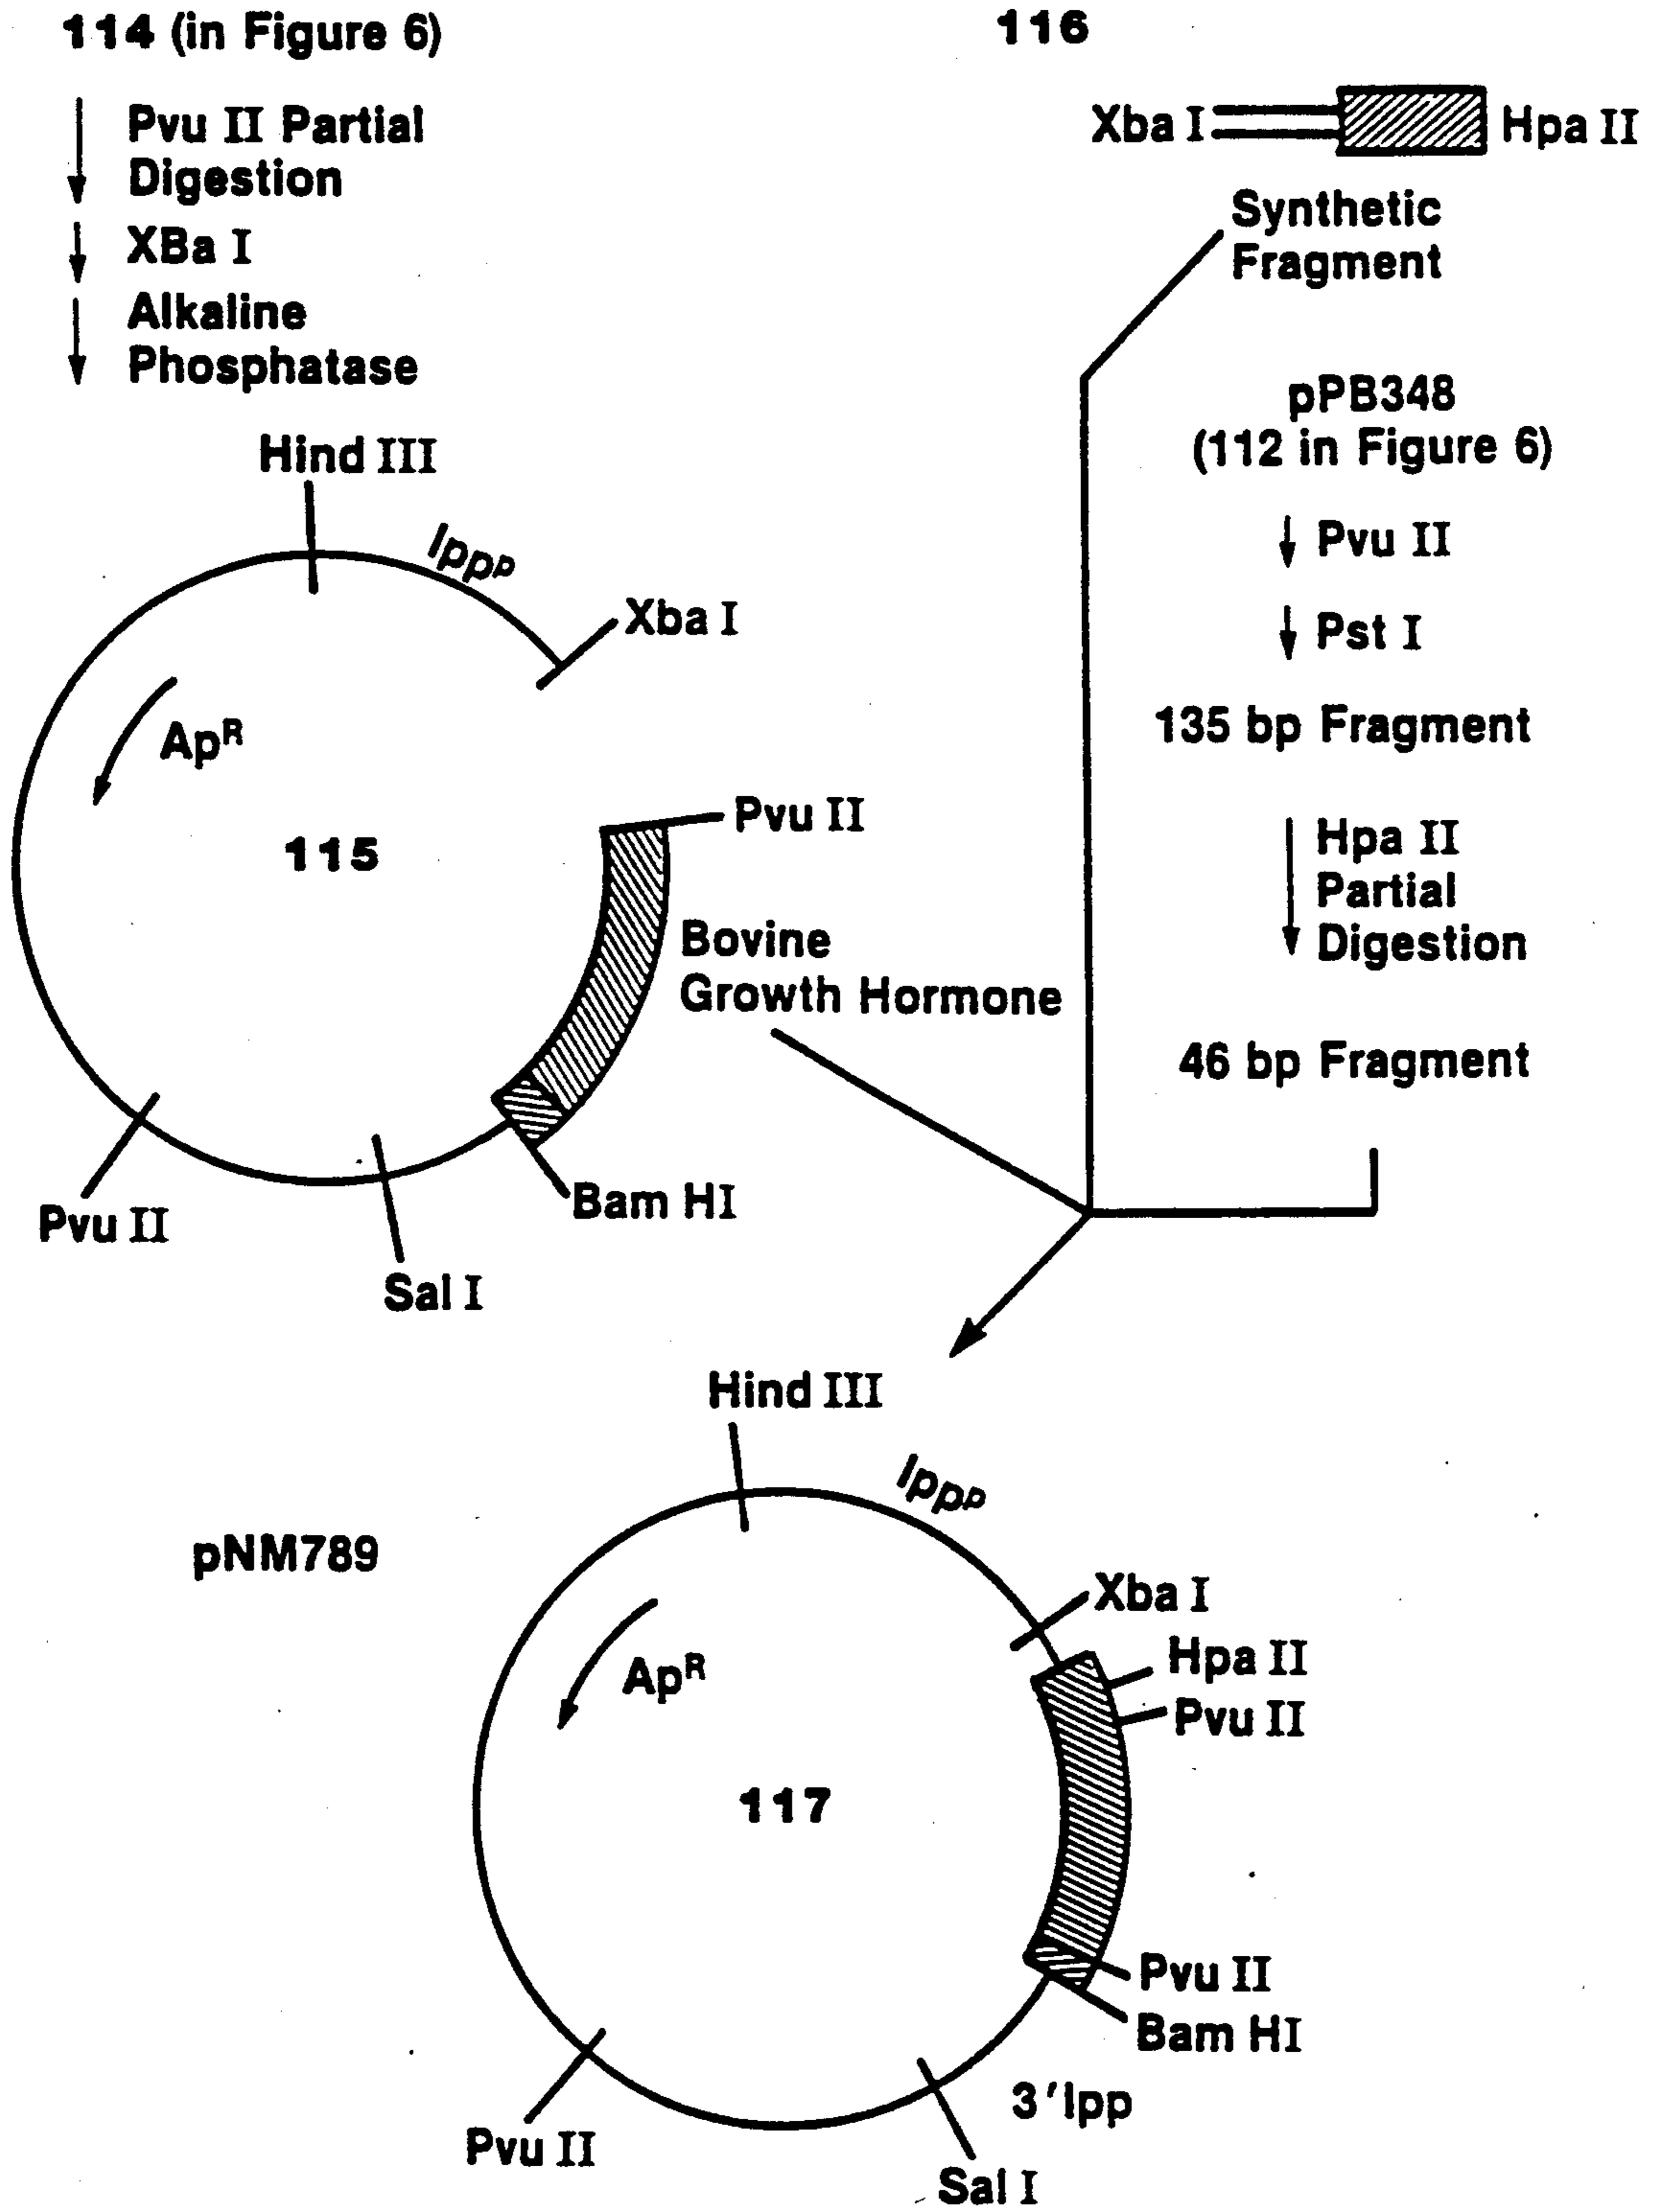 114 (in Figure 6)
Pvu II Partial
Digestion
XBa I
Alkaline
Phosphatase
116
Xba I
Hpa II
Synthetic
Fragment
pPB348
(112 in Figure 6)
Pvu II
Pst I
135 bp Fragment
Hpa II
Partial
Digestion
46 bp Fragment
Hind III
lppp
Xba I
ApR
115
Pvu II
Bovine
Growth Hormone
Bam HI
Sal I
Pvu II
pNM789
Hind III
lppp
Xba I
Hpa II
Pvu II
ApR
117
Pvu II
Bam HI
3'lpp
Sal I
Pvu II